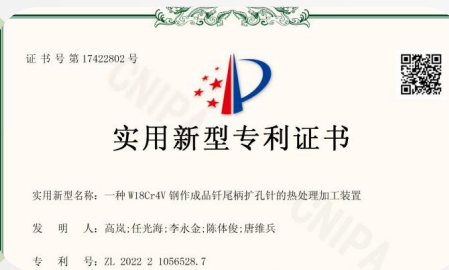 证书号第17422802号
实用新型专利证书
实用新型名称：一种W18Cr4V钢作成品钎尾柄扩孔针的热处理加工装置
发明人：高岚;任光海;李永金;陈体俊;唐维兵
专利号：ZL 2022 2 1056528.7
CNIPA
CNIPA